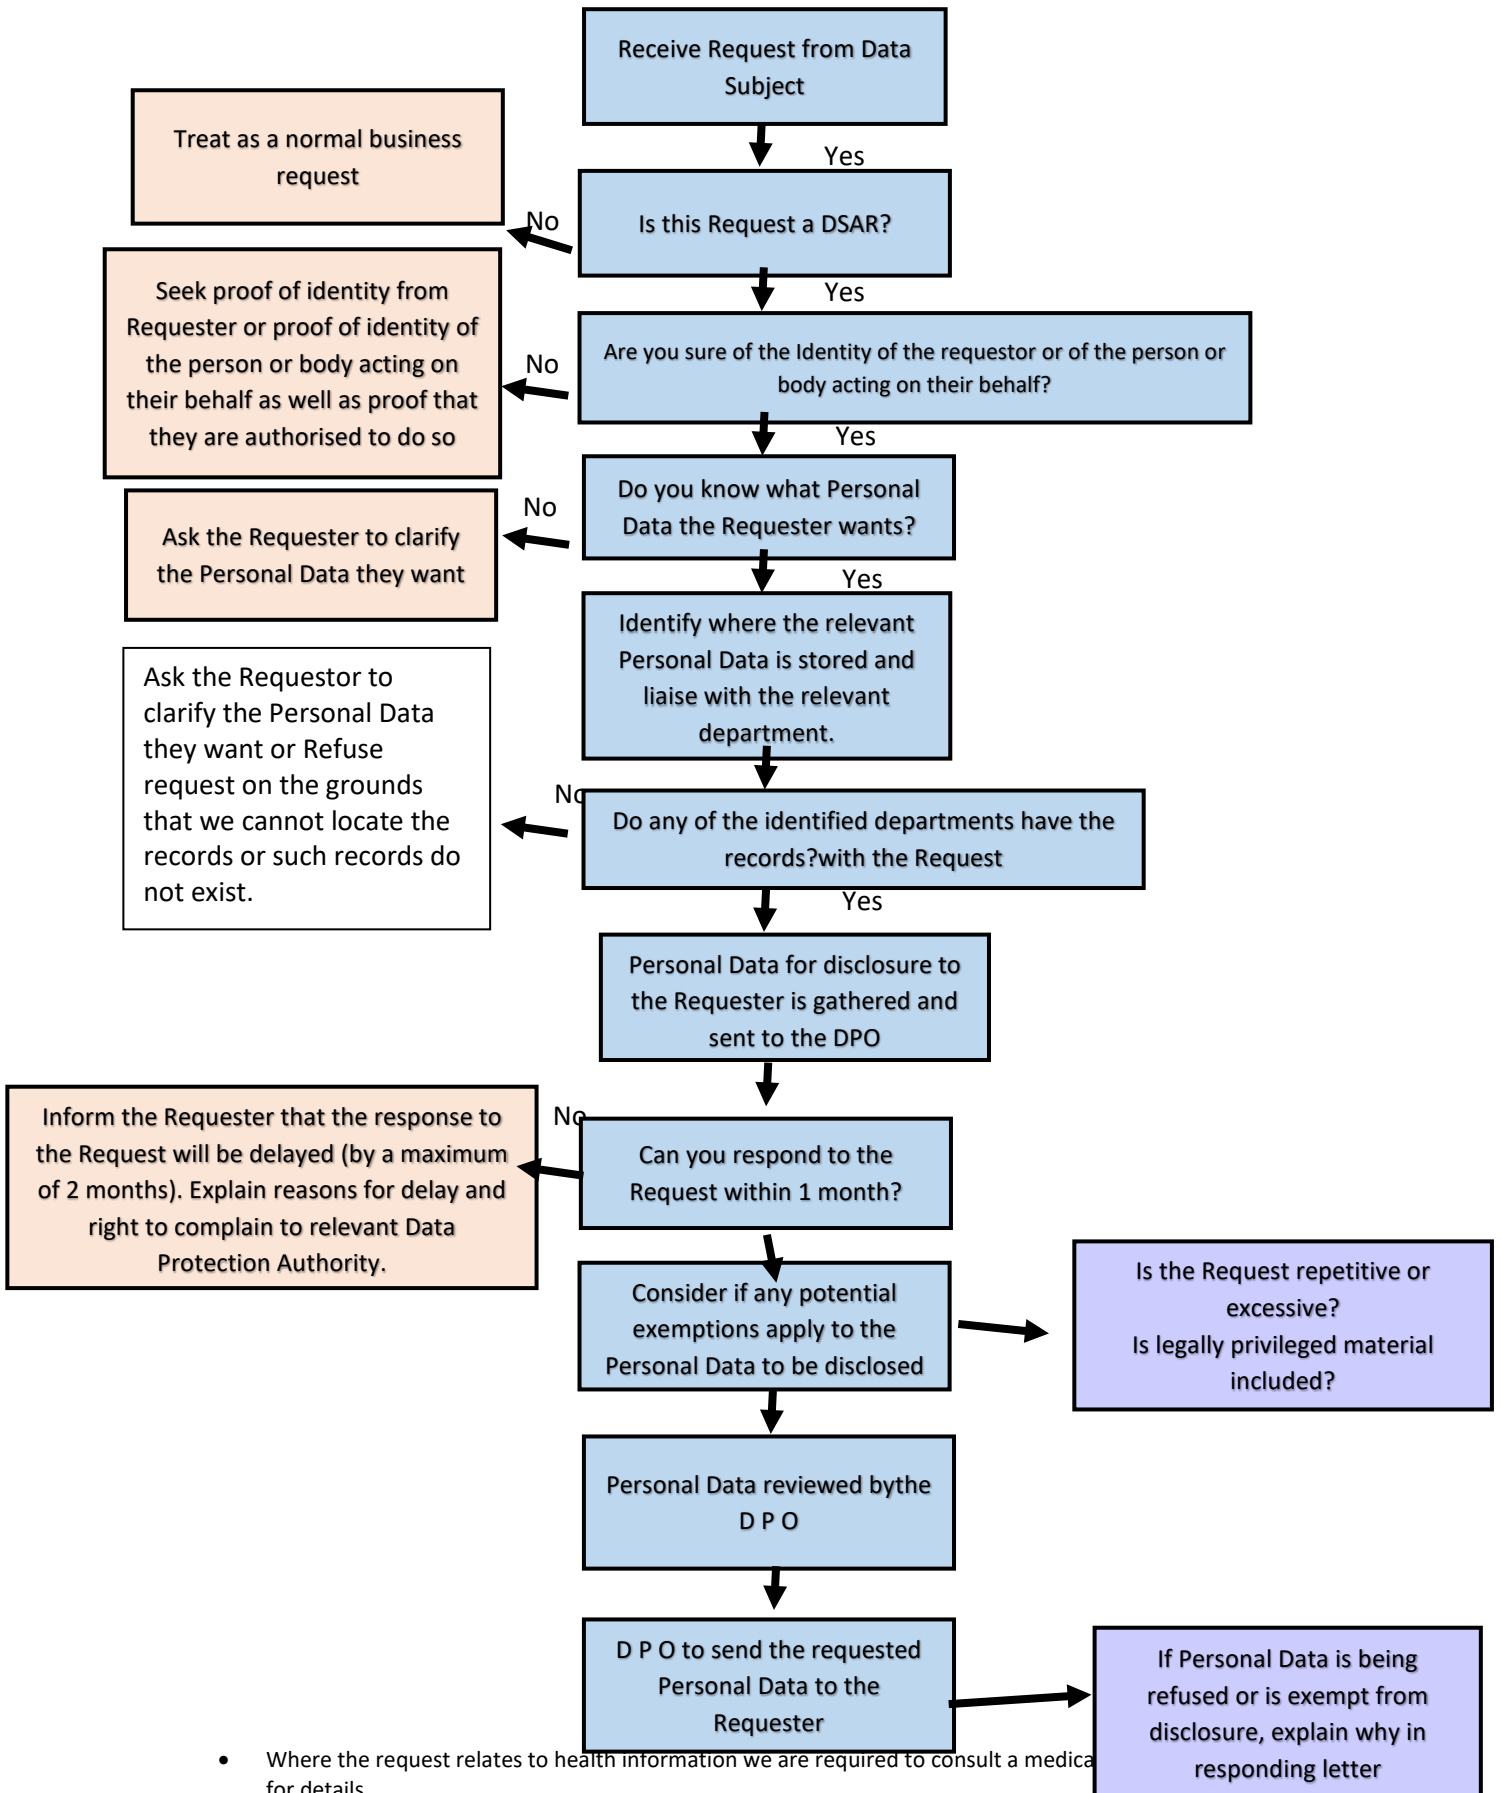 Receive Request from Data
Subject
Treat as a normal business
request
Yes
No
Is this Request a DSAR?
Yes
Seek proof of identity from
Requester or proof of identity of
the person or body acting on
their behalf as well as proof that
they are authorised to do so
No
Are you sure of the Identity of the requestor or of the person or
body acting on their behalf?
Yes
Do you know what Personal
Data the Requester wants?
No
Ask the Requester to clarify
the Personal Data they want
Yes
Identify where the relevant
Personal Data is stored and
liaise with the relevant
department.
Ask the Requestor to
clarify the Personal Data
they want or Refuse
request on the grounds
that we cannot locate the
records or such records do
not exist.
No
Do any of the identified departments have the
records?with the Request
Yes
Personal Data for disclosure to
the Requester is gathered and
sent to the DPO
Inform the Requester that the response to
the Request will be delayed (by a maximum
of 2 months). Explain reasons for delay and
right to complain to relevant Data
Protection Authority.
No
Can you respond to the
Request within 1 month?
Consider if any potential
exemptions apply to the
Personal Data to be disclosed
Is the Request repetitive or
excessive?
Is legally privileged material
included?
Personal Data reviewed bythe
D P O
D P O to send the requested
Personal Data to the
Requester
If Personal Data is being
refused or is exempt from
disclosure, explain why in
responding letter
• Where the request relates to health information we are required to consult a medica
for details